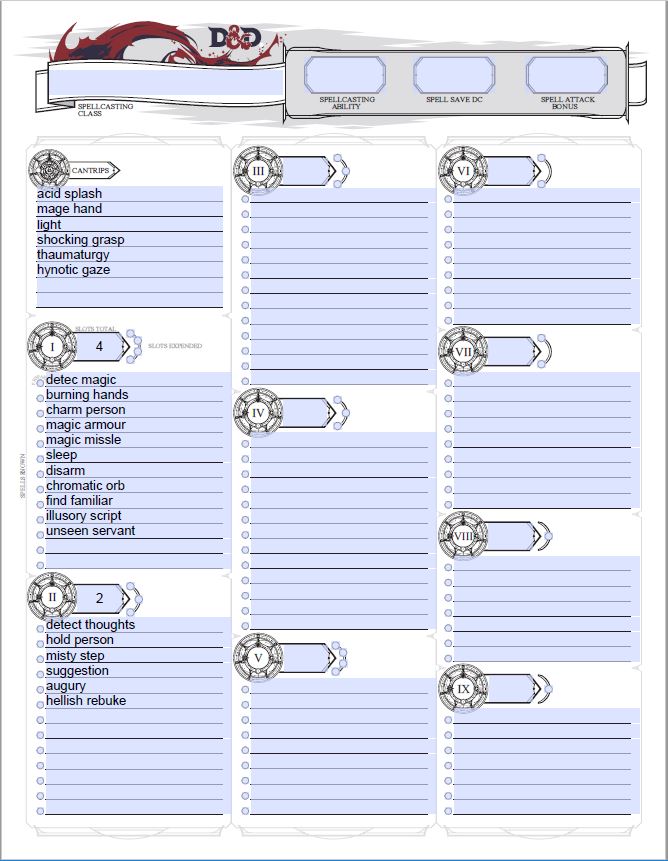 D&D
SPELLCASTING
CLASS
SPELLCASTING
ABILITY
SPELL SAVE DC
SPELL ATTACK
BONUS
CANTRIPS
acid splash
mage hand
light
shocking grasp
thaumaturgy
hynotic gaze
SLOTS TOTAL
I
4
SLOTS EXPENDED
SPELLS KNOWN
detec magic
burning hands
charm person
magic armour
magic missle
sleep
disarm
chromatic orb
find familiar
illusory script
unseen servant
II
2
detect thoughts
hold person
misty step
suggestion
augury
hellish rebuke
III
IV
V
VI
VII
VIII
IX